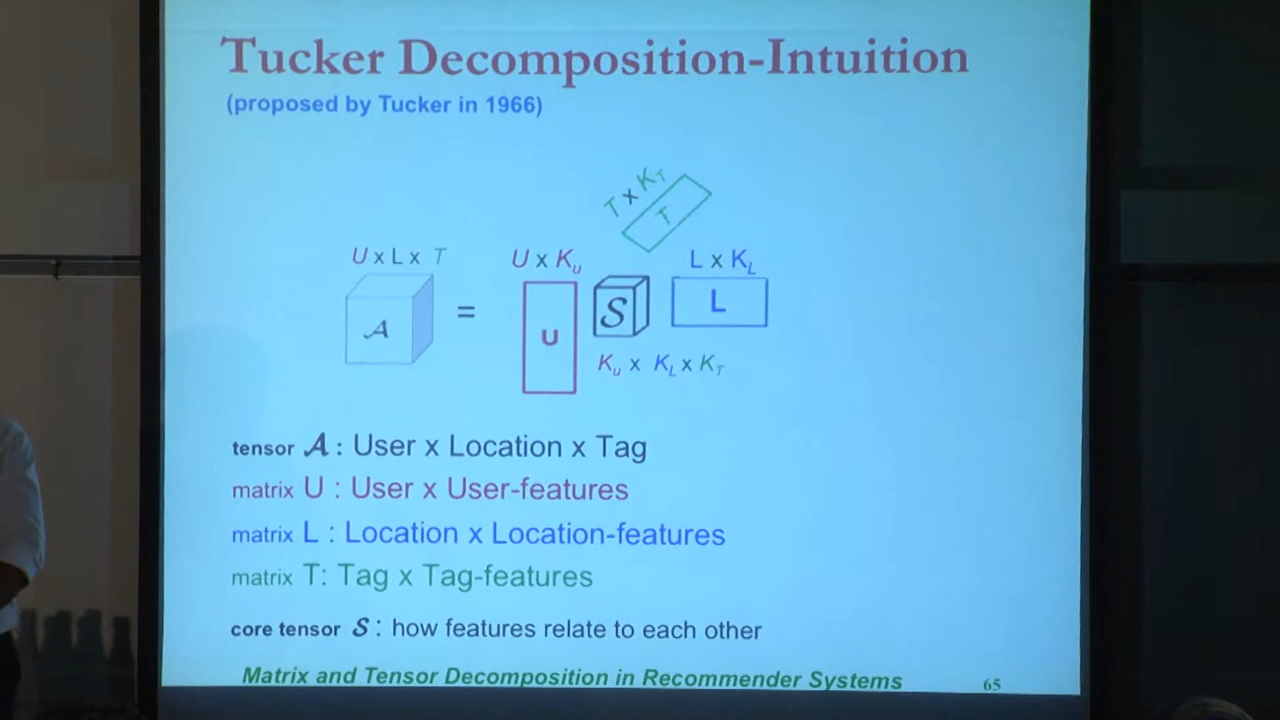 Tucker Decomposition-Intuition
(proposed by Tucker in 1966)
T x K_T
T
U x L x T
U x K_u
L x K_L
A
=
U
S
L
K_u x K_L x K_T
tensor A : User x Location x Tag
matrix U : User x User-features
matrix L : Location x Location-features
matrix T: Tag x Tag-features
core tensor S : how features relate to each other
Matrix and Tensor Decomposition in Recommender Systems
65